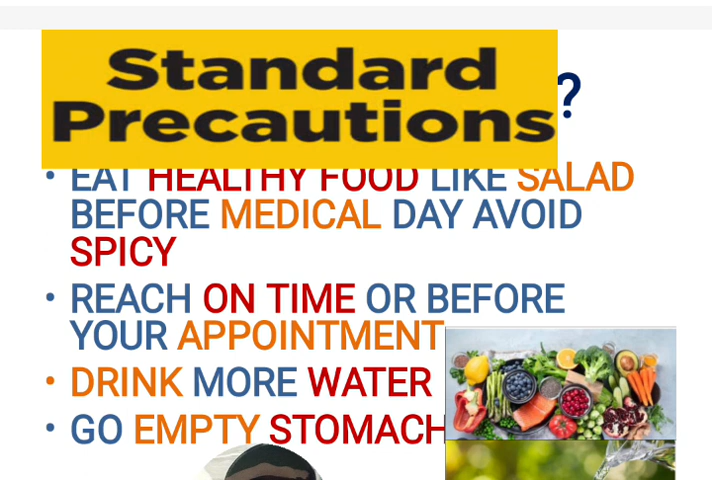 Standard
Precautions ?
• EAT HEALTHY FOOD LIKE SALAD
BEFORE MEDICAL DAY AVOID
SPICY
• REACH ON TIME OR BEFORE
YOUR APPOINTMENT
• DRINK MORE WATER
• GO EMPTY STOMACH